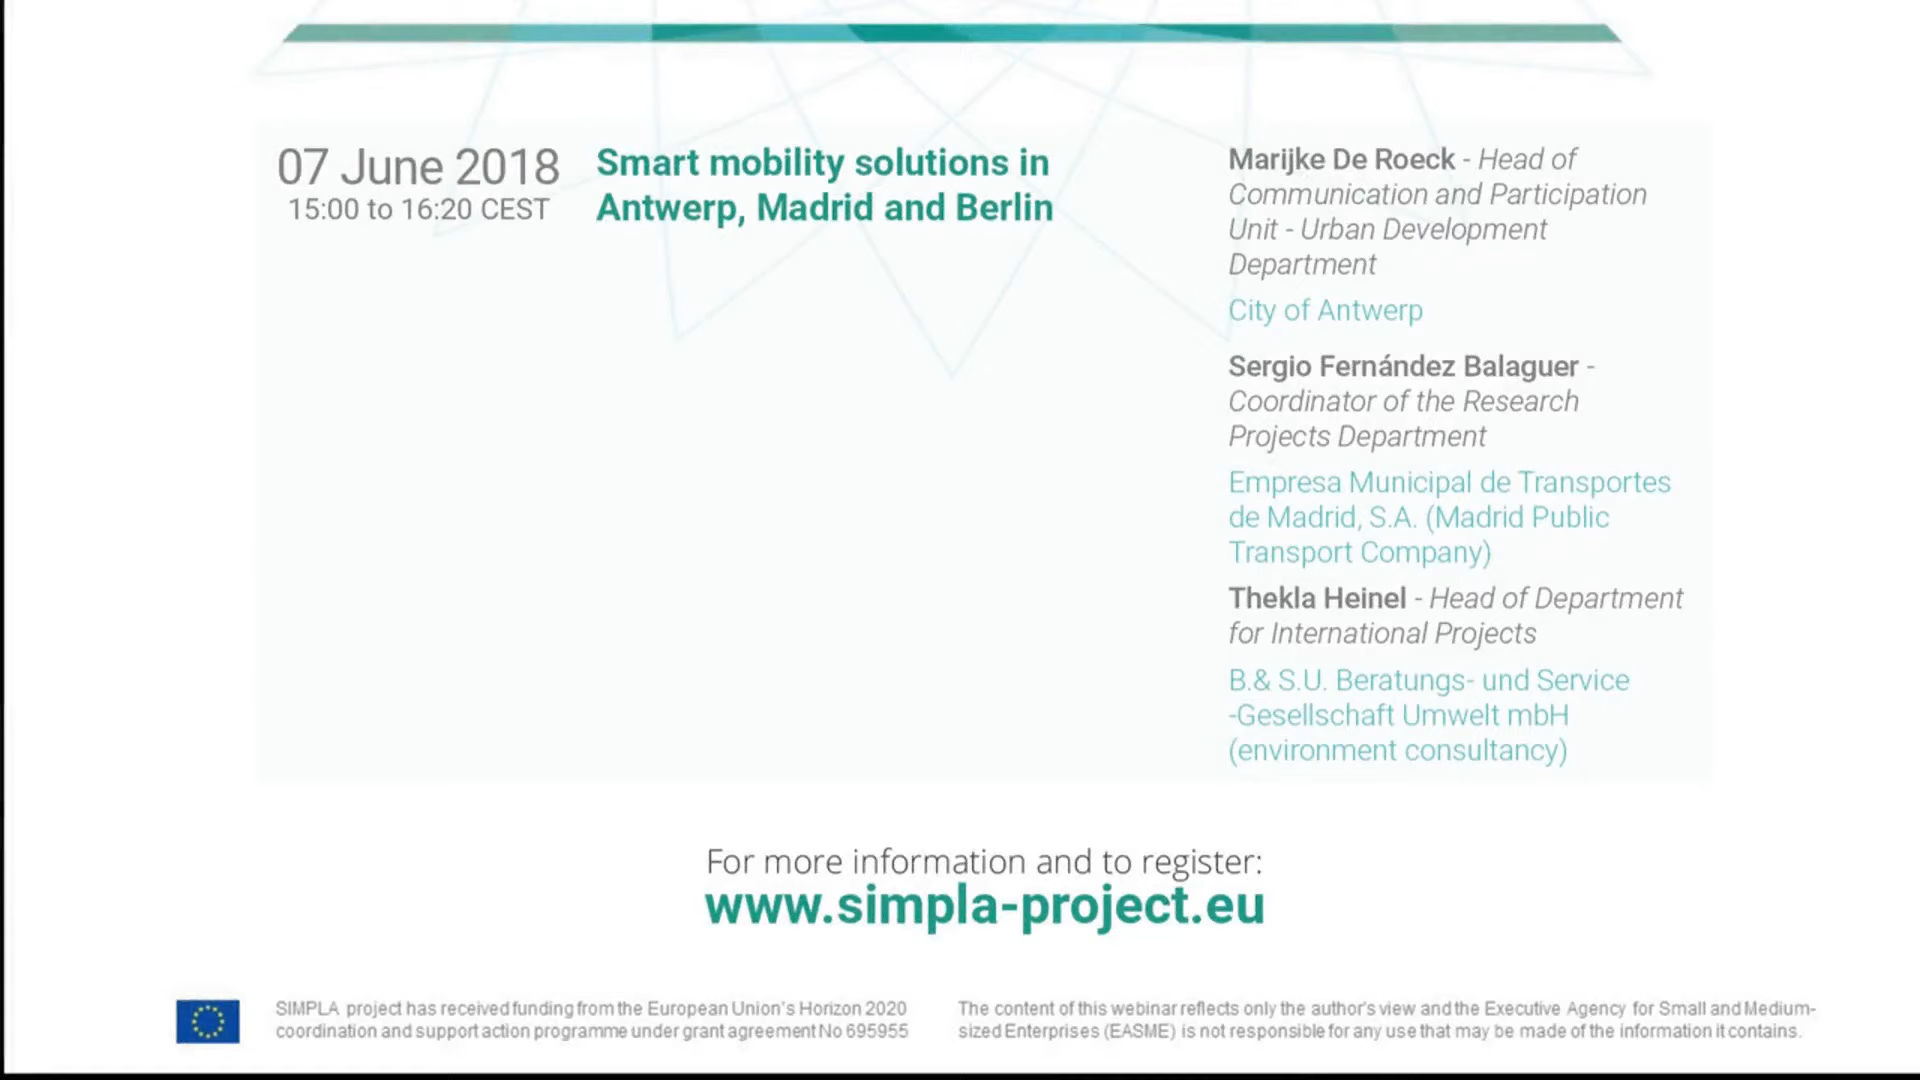 07 June 2018
15:00 to 16:20 CEST
Smart mobility solutions in
Antwerp, Madrid and Berlin
Marijke De Roeck - Head of
Communication and Participation
Unit - Urban Development
Department
City of Antwerp
Sergio Fernández Balaguer -
Coordinator of the Research
Projects Department
Empresa Municipal de Transportes
de Madrid, S.A. (Madrid Public
Transport Company)
Thekla Heinel - Head of Department
for International Projects
B.& S.U. Beratungs- und Service
-Gesellschaft Umwelt mbH
(environment consultancy)
For more information and to register:
www.simpla-project.eu
SIMPLA project has received funding from the European Union's Horizon 2020
coordination and support action programme under grant agreement No 695955
The content of this webinar reflects only the author's view and the Executive Agency for Small and Medium-
sized Enterprises (EASME) is not responsible for any use that may be made of the information it contains.